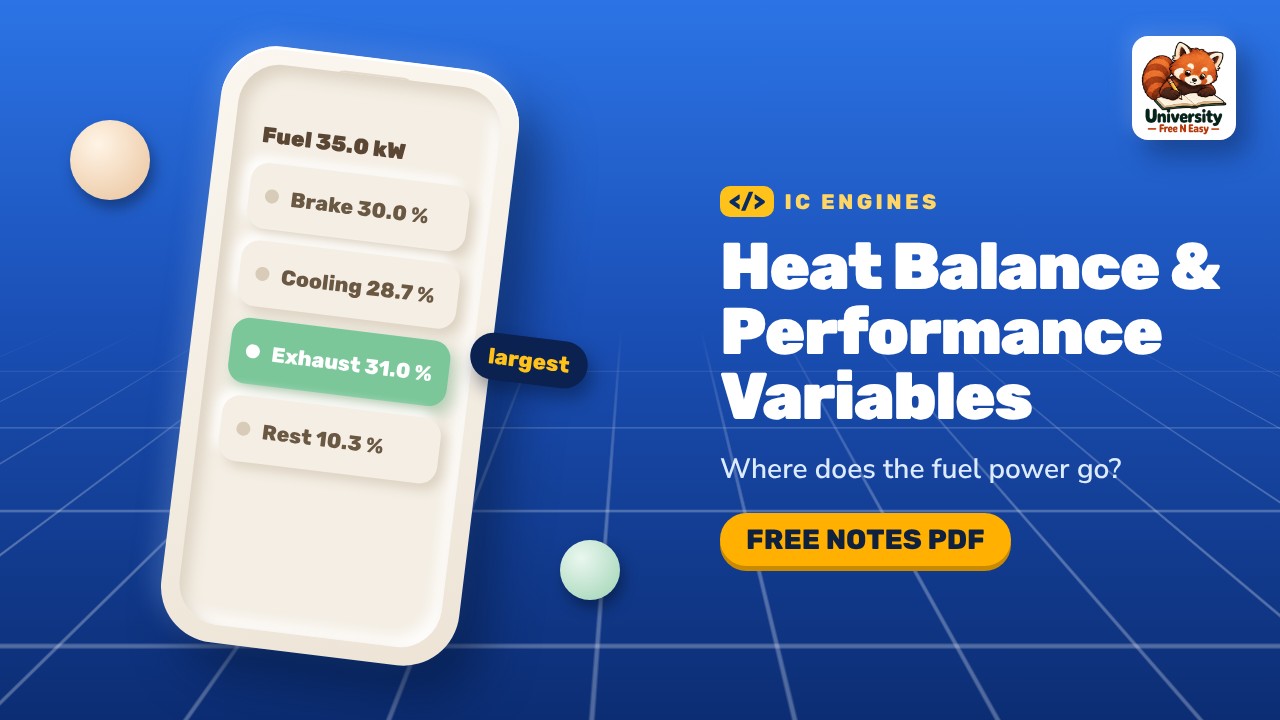 Fuel 35.0 kW
Brake 30.0 %
Cooling 28.7 %
Exhaust 31.0 %
largest
Rest 10.3 %
University
Free N Easy
</> IC ENGINES
Heat Balance &
Performance
Variables
Where does the fuel power go?
FREE NOTES PDF